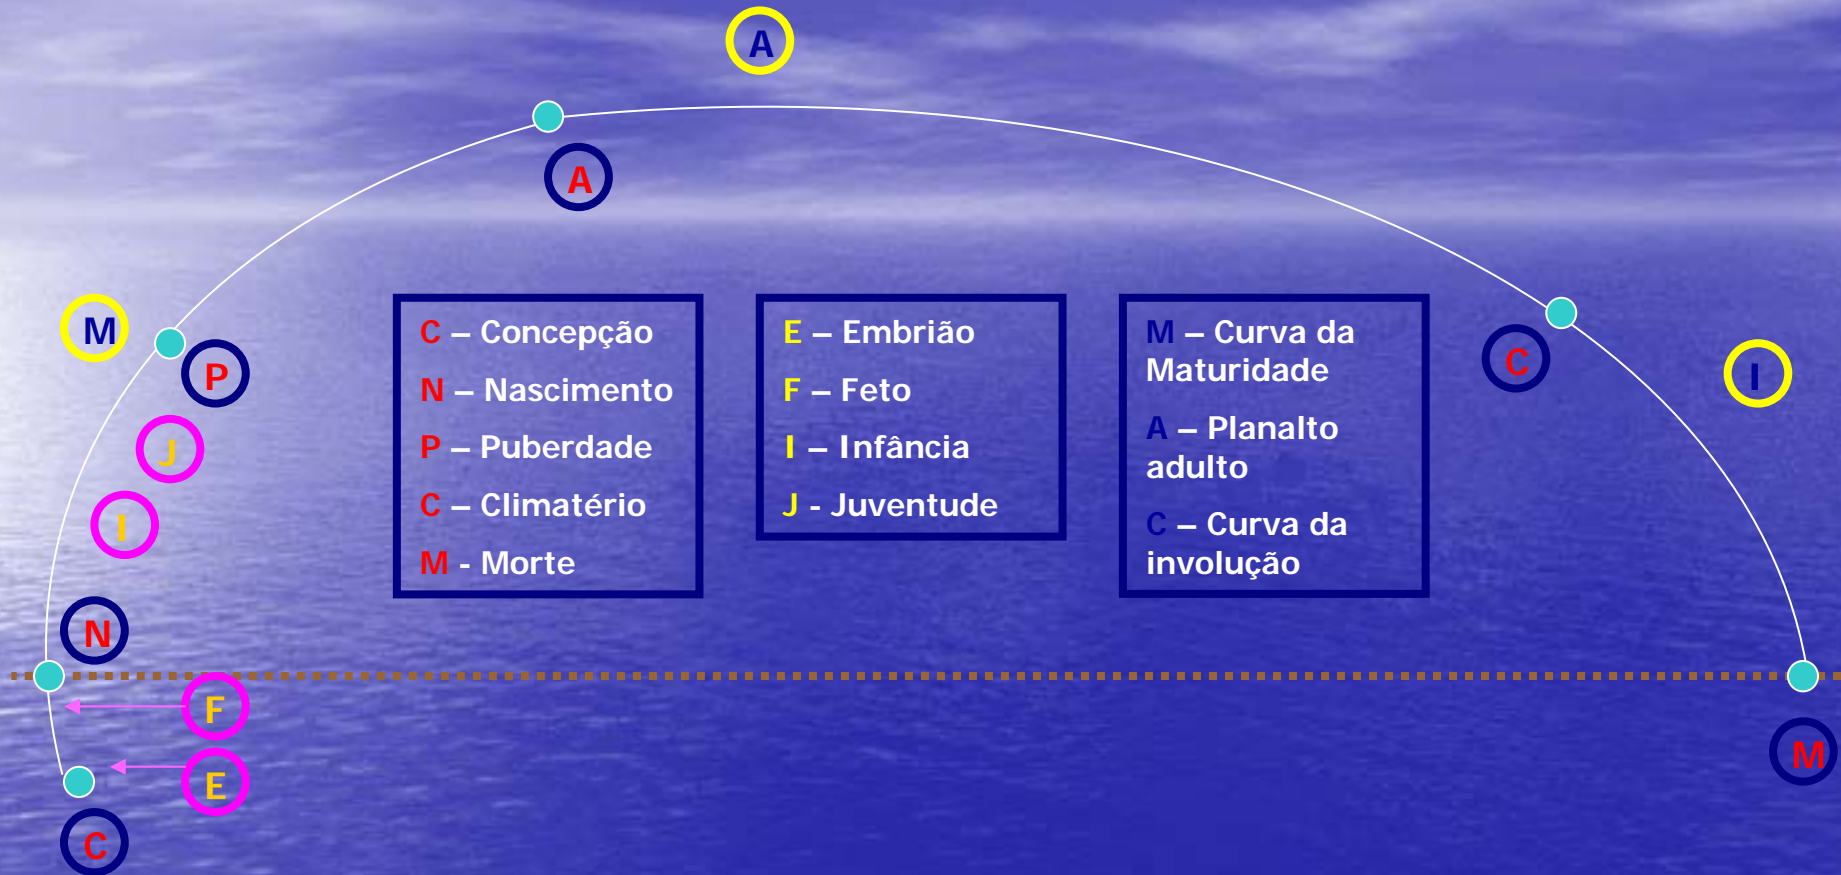 A
A
M
P
J
I
N
F
E
C
C – Concepção
N – Nascimento
P – Puberdade
C – Climatério
M - Morte
E – Embrião
F – Feto
I – Infância
J - Juventude
M – Curva da
Maturidade
A – Planalto
adulto
C – Curva da
involução
C
I
M